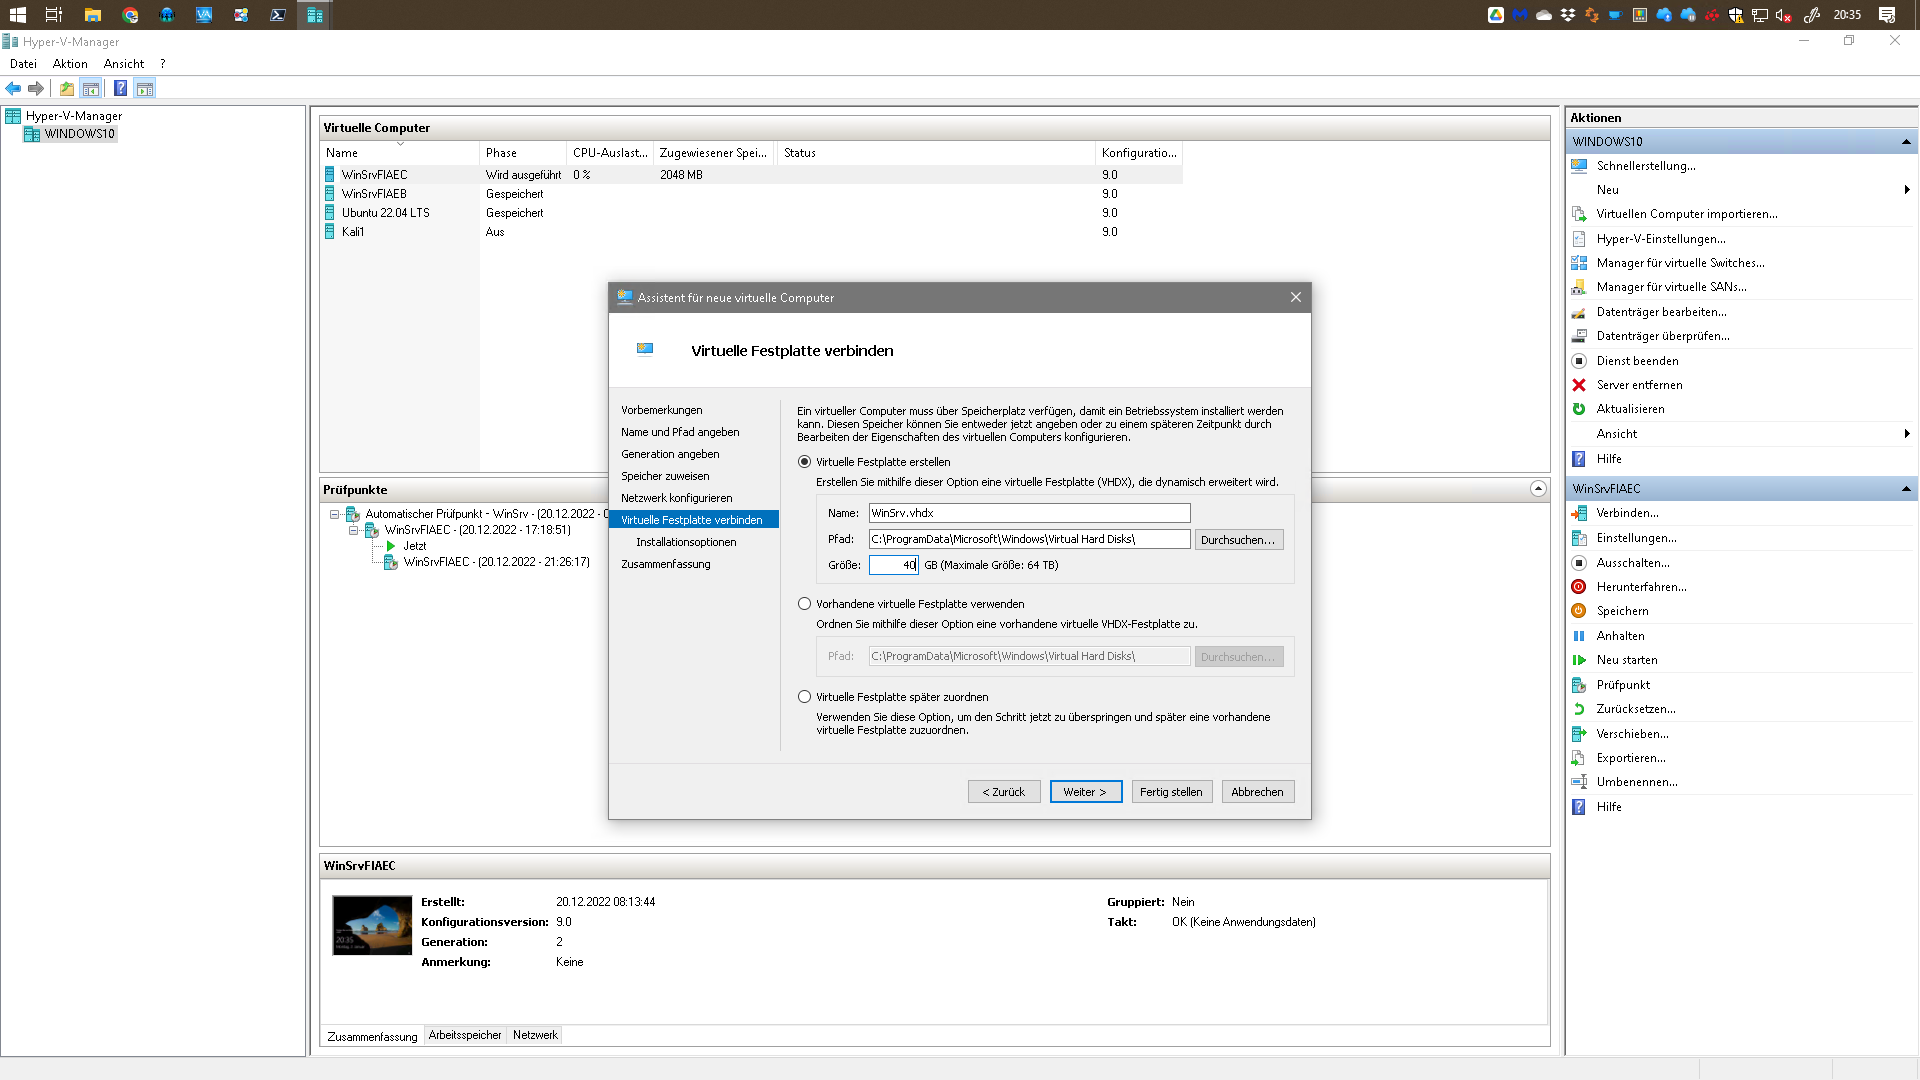 20:35
Hyper-V-Manager
Datei Aktion Ansicht ?
Hyper-V-Manager
WINDOWS10
Virtuelle Computer
Name Phase CPU-Auslast... Zugewiesener Spei... Status Konfiguratio...
WinSrvFIAEC Wird ausgeführt 0 % 2048 MB 9.0
WinSrvFIAEB Gespeichert 9.0
Ubuntu 22.04 LTS Gespeichert 9.0
Kali1 Aus 9.0
Prüfpunkte
Automatischer Prüfpunkt - WinSrv - (20.12.2022 - 0
WinSrvFIAEC - (20.12.2022 - 17:18:51)
Jetzt
WinSrvFIAEC - (20.12.2022 - 21:26:17)
Assistent für neue virtuelle Computer
Virtuelle Festplatte verbinden
Vorbemerkungen
Name und Pfad angeben
Generation angeben
Speicher zuweisen
Netzwerk konfigurieren
Virtuelle Festplatte verbinden
Installationsoptionen
Zusammenfassung
Ein virtueller Computer muss über Speicherplatz verfügen, damit ein Betriebssystem installiert werden
kann. Diesen Speicher können Sie entweder jetzt angeben oder zu einem späteren Zeitpunkt durch
Bearbeiten der Eigenschaften des virtuellen Computers konfigurieren.
Virtuelle Festplatte erstellen
Erstellen Sie mithilfe dieser Option eine virtuelle Festplatte (VHDX), die dynamisch erweitert wird.
Name: WinSrv.vhdx
Pfad: C:\ProgramData\Microsoft\Windows\Virtual Hard Disks\ Durchsuchen...
Größe: 40 GB (Maximale Größe: 64 TB)
Vorhandene virtuelle Festplatte verwenden
Ordnen Sie mithilfe dieser Option eine vorhandene virtuelle VHDX-Festplatte zu.
Pfad: C:\ProgramData\Microsoft\Windows\Virtual Hard Disks\ Durchsuchen...
Virtuelle Festplatte später zuordnen
Verwenden Sie diese Option, um den Schritt jetzt zu überspringen und später eine vorhandene
virtuelle Festplatte zuzuordnen.
< Zurück Weiter > Fertig stellen Abbrechen
WinSrvFIAEC
Erstellt: 20.12.2022 08:13:44
Konfigurationsversion: 9.0
Generation: 2
Anmerkung: Keine
Gruppiert: Nein
Takt: OK (Keine Anwendungsdaten)
20:35
Zusammenfassung Arbeitsspeicher Netzwerk
Aktionen
WINDOWS10
Schnellerstellung...
Neu
Virtuellen Computer importieren...
Hyper-V-Einstellungen...
Manager für virtuelle Switches...
Manager für virtuelle SANs...
Datenträger bearbeiten...
Datenträger überprüfen...
Dienst beenden
Server entfernen
Aktualisieren
Ansicht
Hilfe
WinSrvFIAEC
Verbinden...
Einstellungen...
Ausschalten...
Herunterfahren...
Speichern
Anhalten
Neu starten
Prüfpunkt
Zurücksetzen...
Verschieben...
Exportieren...
Umbenennen...
Hilfe